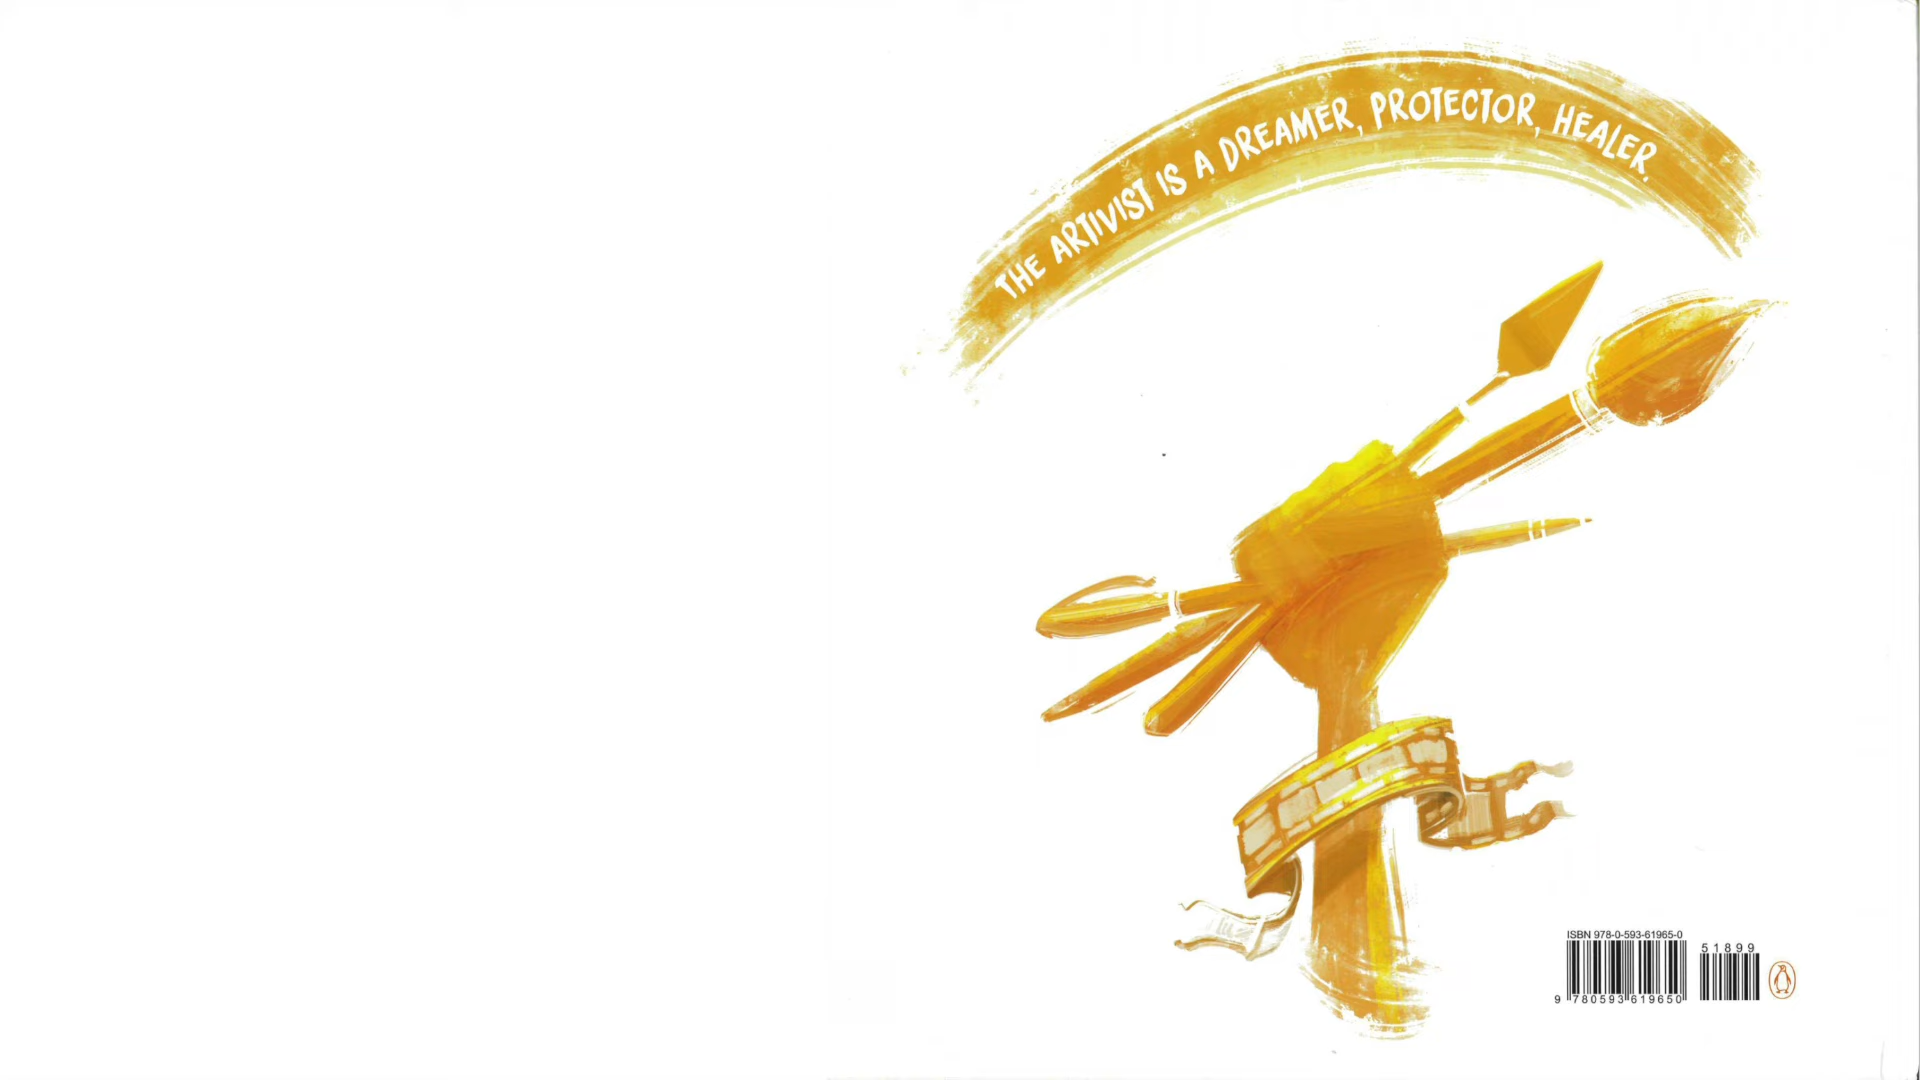 THE ARTIVIST IS A DREAMER, PROTECTOR, HEALER.
ISBN 978-0-593-61965-0
51899
9 780593 619650